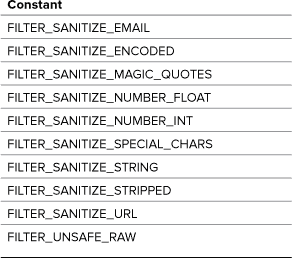 Constant
FILTER_SANITIZE_EMAIL
FILTER_SANITIZE_ENCODED
FILTER_SANITIZE_MAGIC_QUOTES
FILTER_SANITIZE_NUMBER_FLOAT
FILTER_SANITIZE_NUMBER_INT
FILTER_SANITIZE_SPECIAL_CHARS
FILTER_SANITIZE_STRING
FILTER_SANITIZE_STRIPPED
FILTER_SANITIZE_URL
FILTER_UNSAFE_RAW